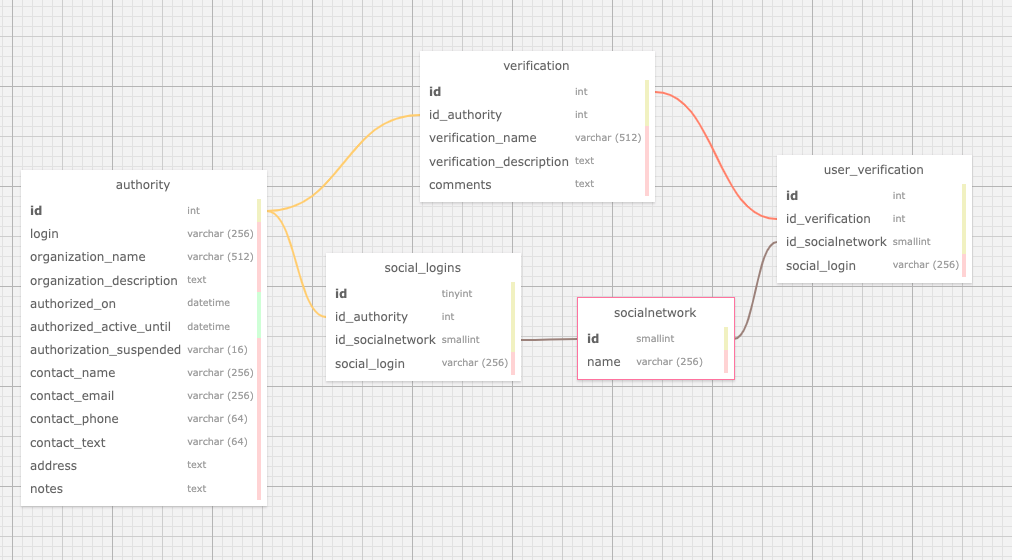 verification
id int
id_authority int
verification_name varchar (512)
verification_description text
comments text
authority
id int
login varchar (256)
organization_name varchar (512)
organization_description text
authorized_on datetime
authorized_active_until datetime
authorization_suspended varchar (16)
contact_name varchar (256)
contact_email varchar (256)
contact_phone varchar (64)
contact_text varchar (64)
address text
notes text
social_logins
id tinyint
id_authority int
id_socialnetwork smallint
social_login varchar (256)
socialnetwork
id smallint
name varchar (256)
user_verification
id int
id_verification int
id_socialnetwork smallint
social_login varchar (256)